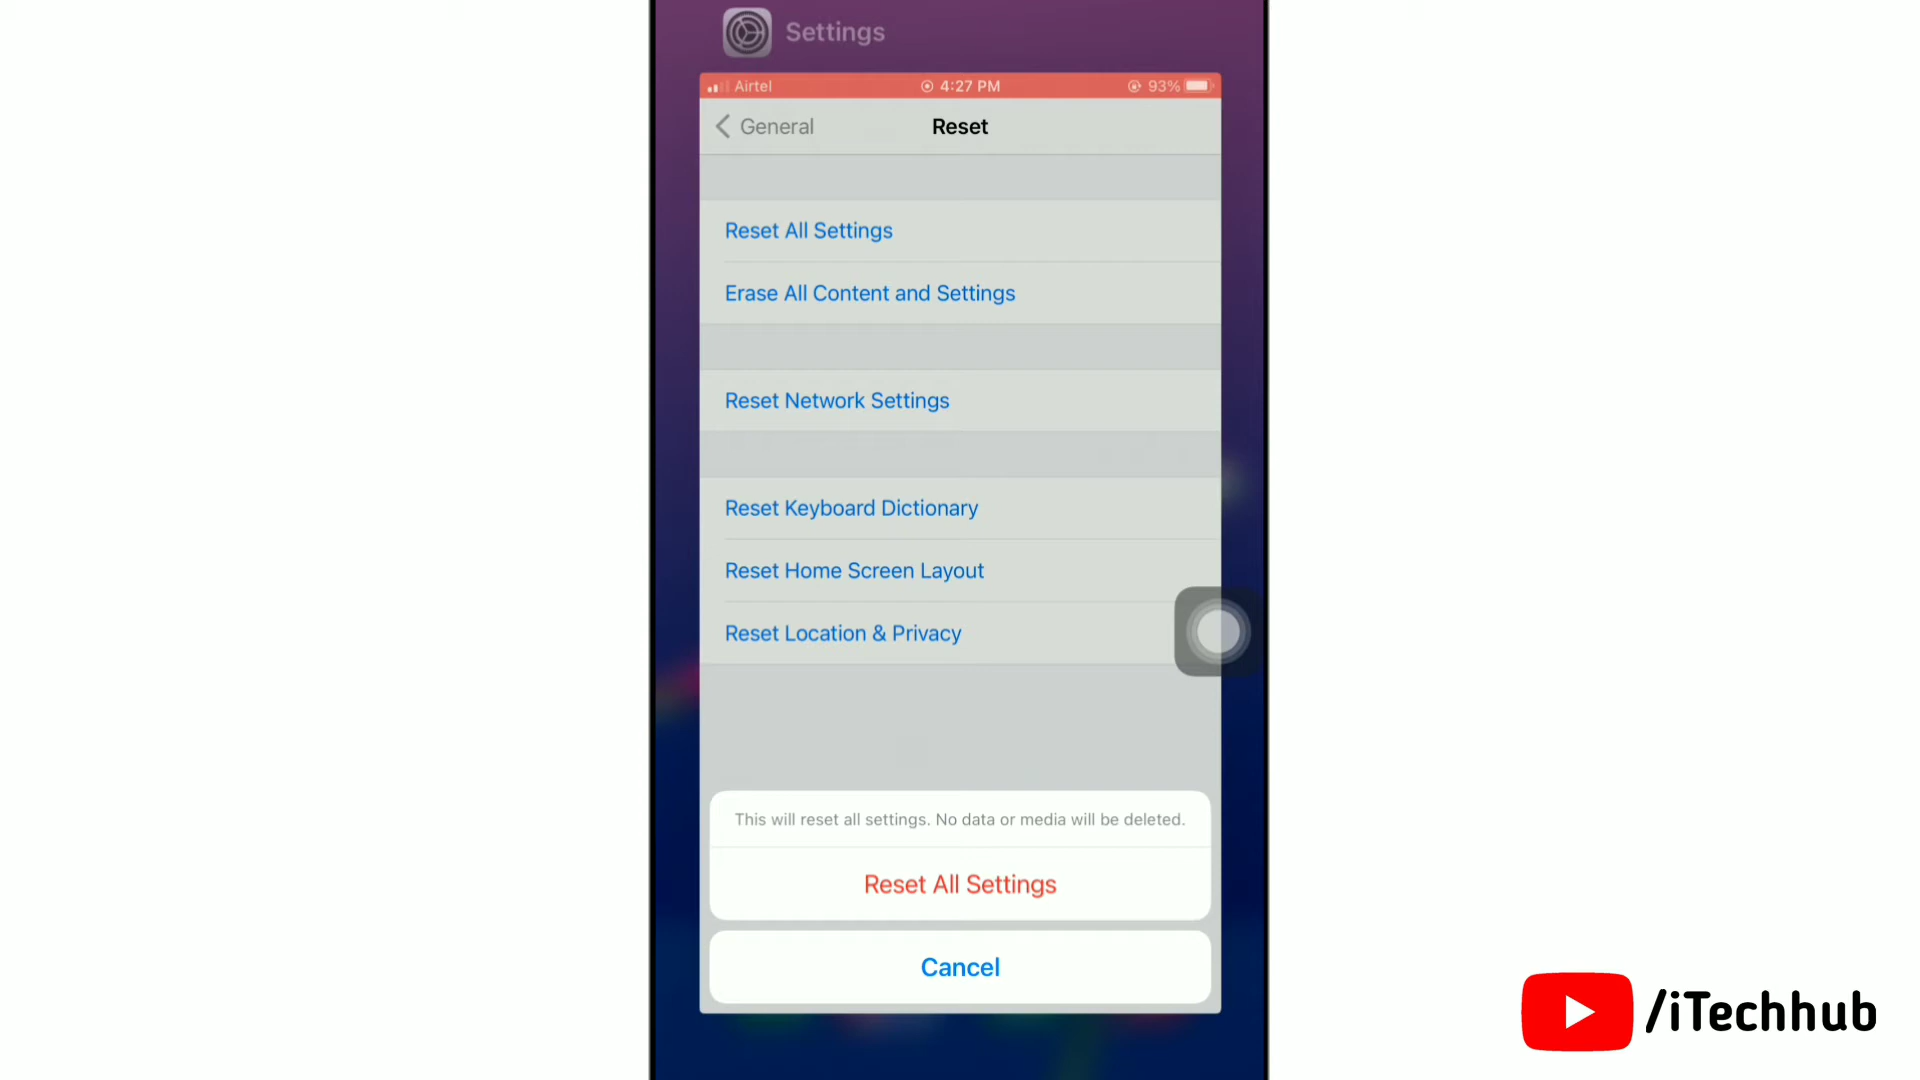 Settings
Airtel 4:27 PM 93%
General Reset
Reset All Settings
Erase All Content and Settings
Reset Network Settings
Reset Keyboard Dictionary
Reset Home Screen Layout
Reset Location & Privacy
This will reset all settings. No data or media will be deleted.
Reset All Settings
Cancel
/iTechhub